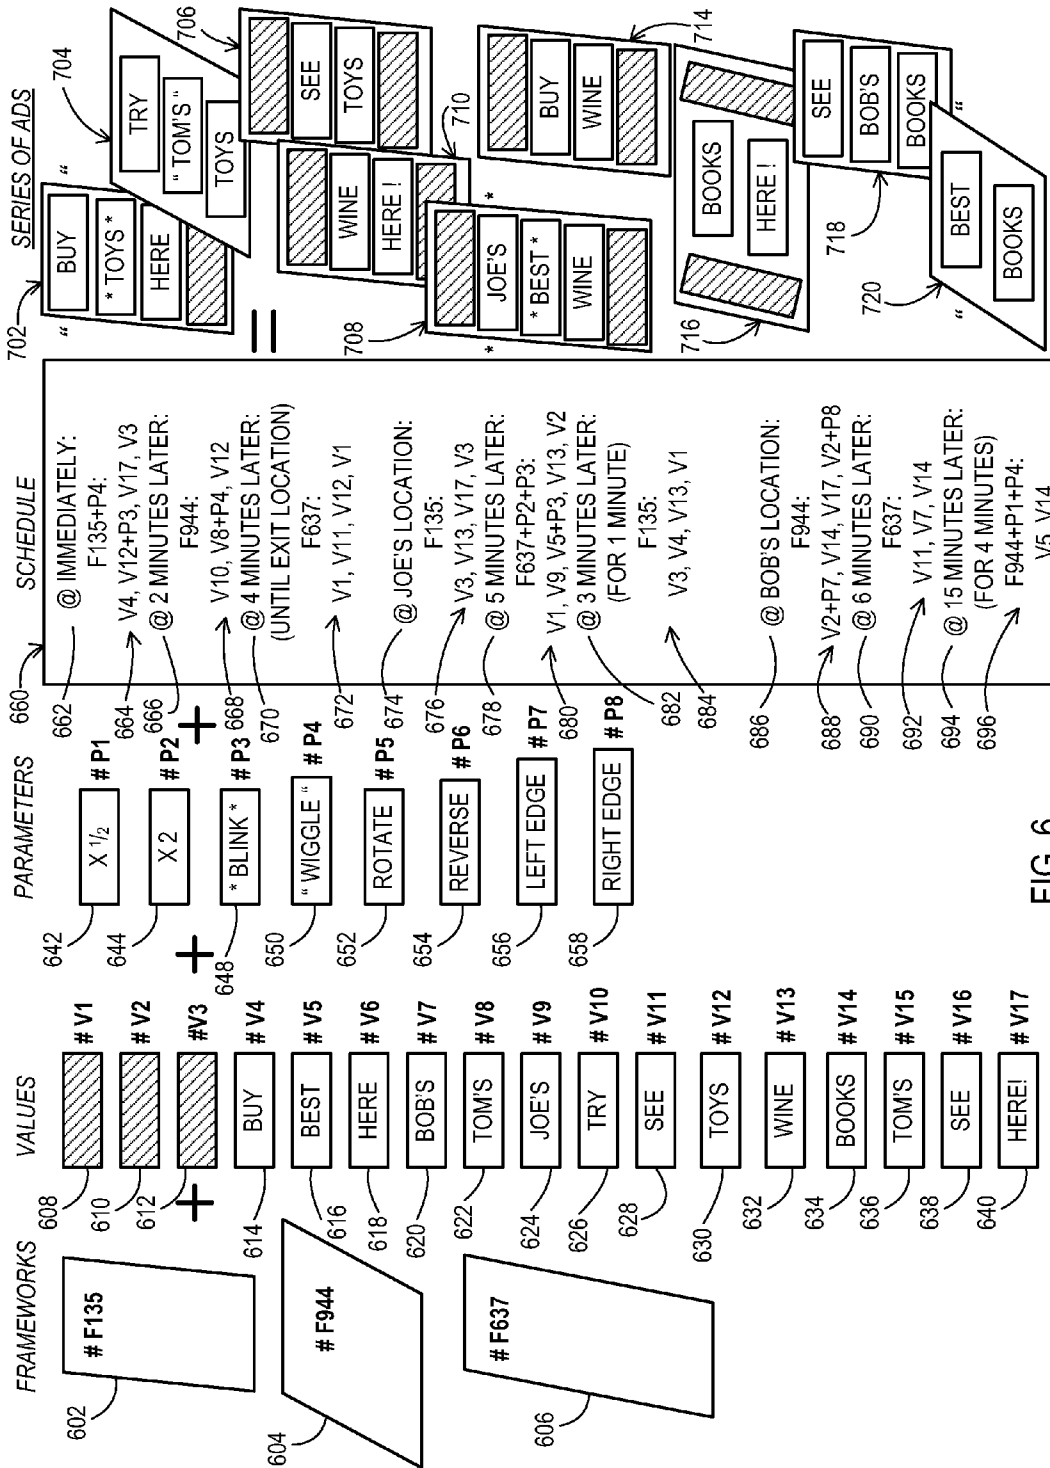 FRAMEWORKS
602
# F135
604
# F944
606
# F637
VALUES
608
# V1
610
# V2
612
#V3
614
BUY
# V4
616
BEST
# V5
618
HERE
# V6
620
BOB'S
# V7
622
TOM'S
# V8
624
JOE'S
# V9
626
TRY
# V10
628
SEE
# V11
630
TOYS
# V12
632
WINE
# V13
634
BOOKS
# V14
636
TOM'S
# V15
638
SEE
# V16
640
HERE!
# V17
+
PARAMETERS
642
X 1/2
# P1
644
X 2
# P2
+
648
* BLINK *
# P3
650
“ WIGGLE “
# P4
652
ROTATE
# P5
654
REVERSE
# P6
656
LEFT EDGE
# P7
658
RIGHT EDGE
# P8
+
SCHEDULE
660
662
@ IMMEDIATELY:
F135+P4:
664
V4, V12+P3, V17, V3
666
@ 2 MINUTES LATER:
F944:
668
V10, V8+P4, V12
670
@ 4 MINUTES LATER:
(UNTIL EXIT LOCATION)
F637:
672
V1, V11, V12, V1
674
@ JOE'S LOCATION:
F135:
676
V3, V13, V17, V3
678
@ 5 MINUTES LATER:
F637+P2+P3:
680
V1, V9, V5+P3, V13, V2
682
@ 3 MINUTES LATER:
(FOR 1 MINUTE)
F135:
684
V3, V4, V13, V1
686
@ BOB'S LOCATION:
F944:
688
V2+P7, V14, V17, V2+P8
690
@ 6 MINUTES LATER:
F637:
692
V11, V7, V14
694
@ 15 MINUTES LATER:
(FOR 4 MINUTES)
F944+P1+P4:
696
V5, V14
=
SERIES OF ADS
702
“
BUY
* TOYS *
HERE
“
704
TRY
“ TOM'S “
TOYS
706
SEE
TOYS
710
WINE
HERE !
708
*
JOE'S
* BEST *
WINE
*
714
BUY
WINE
716
BOOKS
HERE !
718
SEE
BOB'S
BOOKS
720
“
BEST
BOOKS
“
FIG. 6